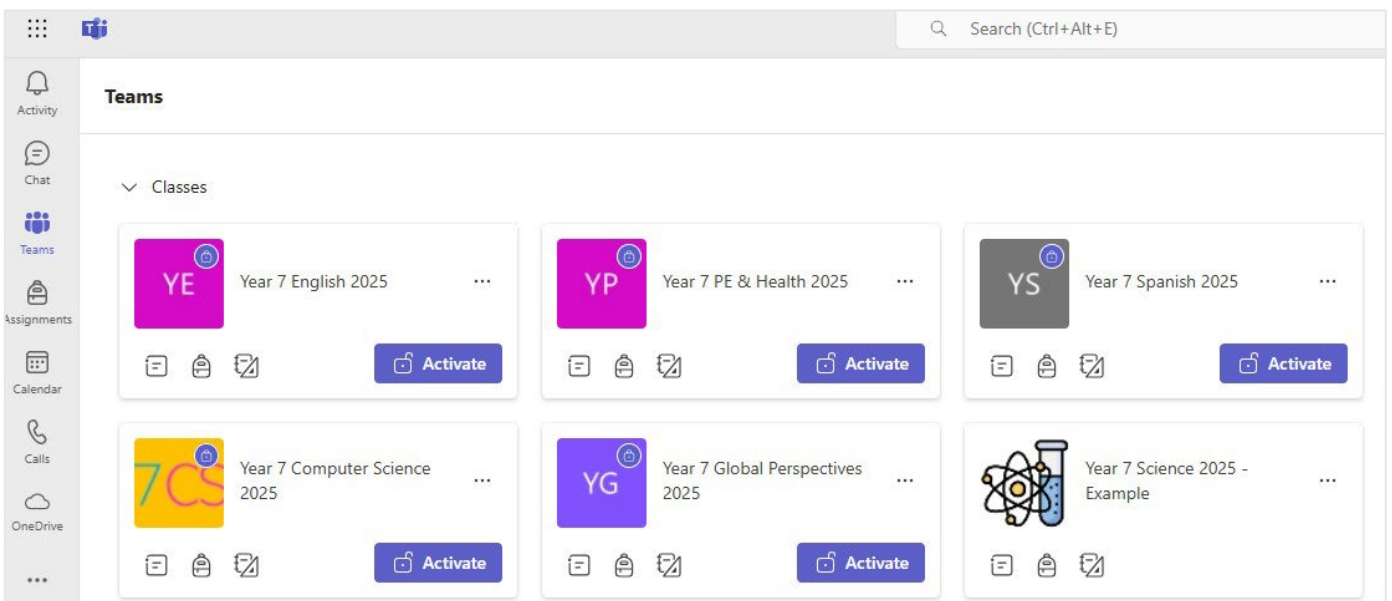 Search (Ctrl+Alt+E)
Activity
Chat
Teams
Assignments
Calendar
Calls
OneDrive
Teams
Classes
YE
Year 7 English 2025
Activate
YP
Year 7 PE & Health 2025
Activate
YS
Year 7 Spanish 2025
Activate
7CS
Year 7 Computer Science
2025
Activate
YG
Year 7 Global Perspectives
2025
Activate
Year 7 Science 2025 -
Example